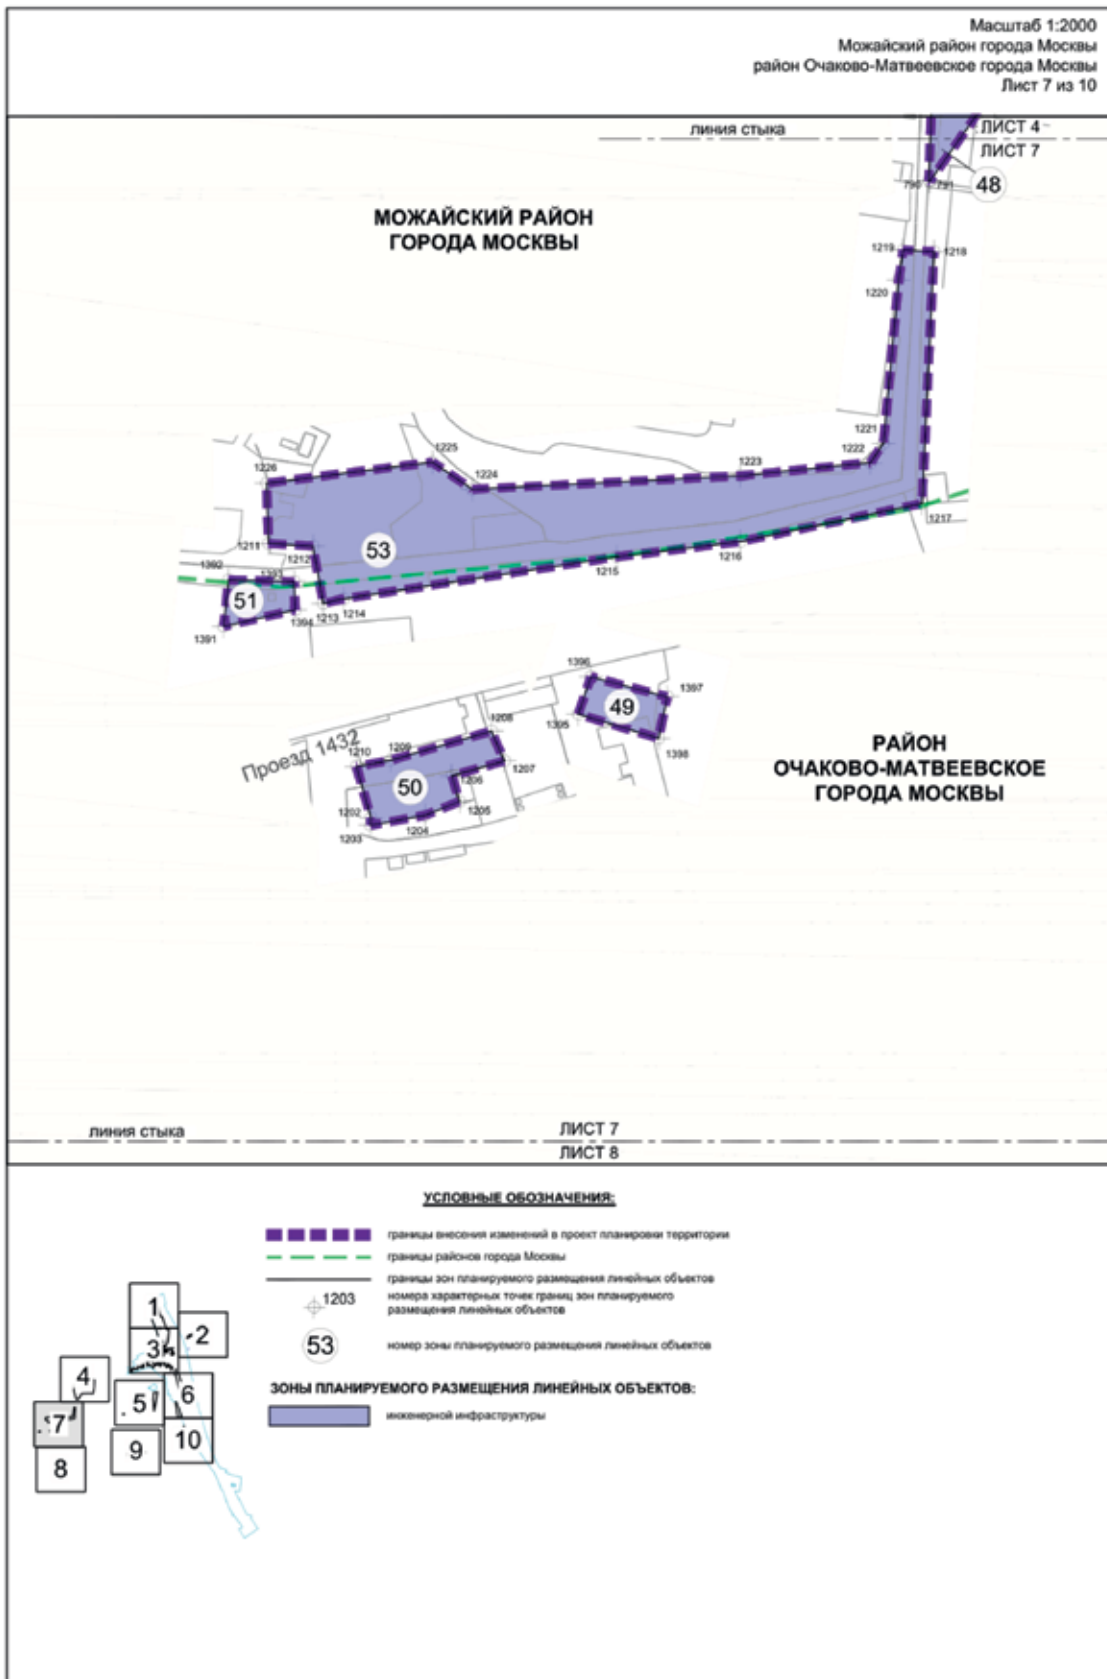 Масштаб 1:2000
Можайский район города Москвы
район Очаково-Матвеевское города Москвы
Лист 7 из 10
линия стыка
ЛИСТ 4
ЛИСТ 7
790 791
48
МОЖАЙСКИЙ РАЙОН
ГОРОДА МОСКВЫ
1219
1218
1220
1221
1222
1225
1223
1226
1224
1217
1211
1212
53
1216
1215
1392
1393
51
1394
1213
1214
1391
1396
1397
49
1395
1398
1208
Проезд 1432
1210
1209
1207
1206
50
1202
1205
1203
1204
РАЙОН
ОЧАКОВО-МАТВЕЕВСКОЕ
ГОРОДА МОСКВЫ
линия стыка
ЛИСТ 7
ЛИСТ 8
УСЛОВНЫЕ ОБОЗНАЧЕНИЯ:
границы внесения изменений в проект планировки территории
границы районов города Москвы
границы зон планируемого размещения линейных объектов
1203
номера характерных точек границ зон планируемого
размещения линейных объектов
53
номер зоны планируемого размещения линейных объектов
ЗОНЫ ПЛАНИРУЕМОГО РАЗМЕЩЕНИЯ ЛИНЕЙНЫХ ОБЪЕКТОВ:
инженерной инфраструктуры
1
2
3
4
5
6
7
8
9
10